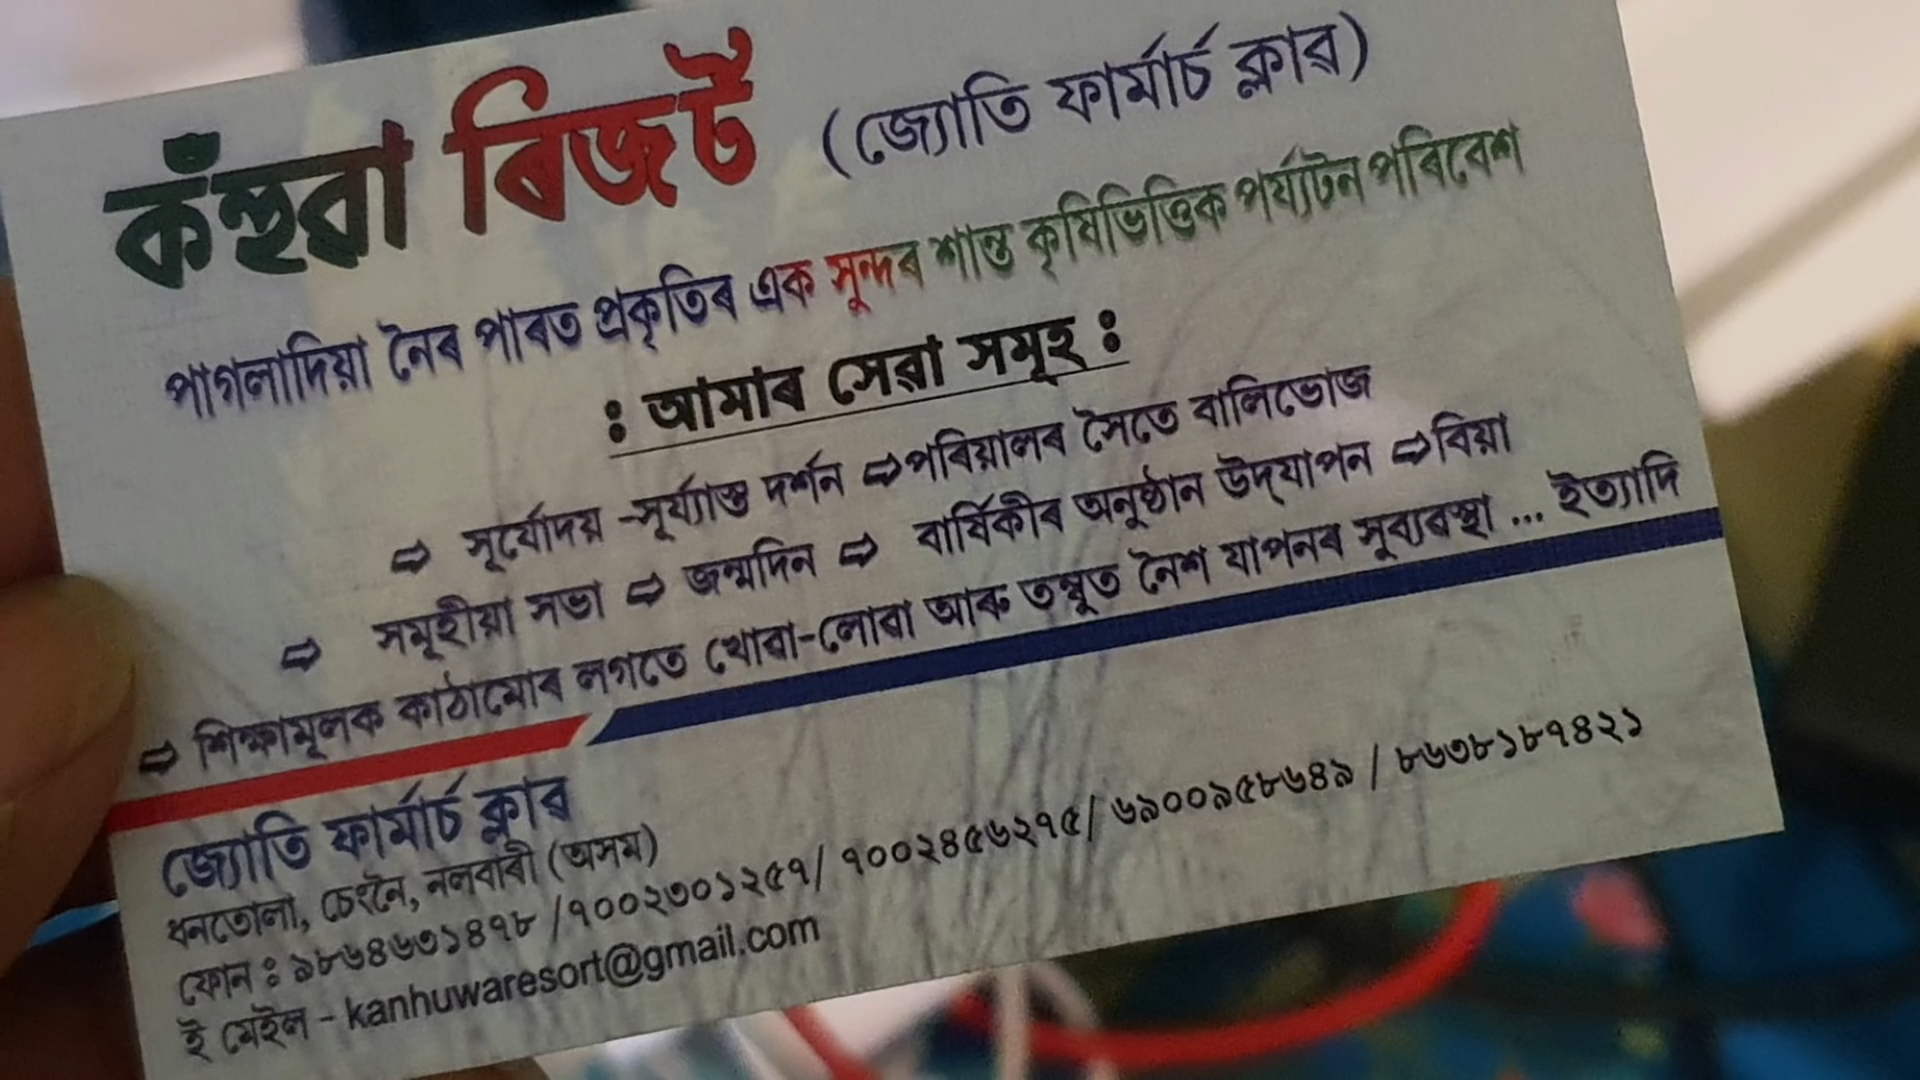 কঁহুৱা ৰিজৰ্ট (জ্যোতি ফাৰ্মাৰ্চ ক্লাৱ)
পাগলাদিয়া নৈৰ পাৰত প্ৰকৃতিৰ এক সুন্দৰ শান্ত কৃষিভিত্তিক পৰ্য্যটন পৰিবেশ
: আমাৰ সেৱা সমূহ :
⇨ সূৰ্যোদয় -সূৰ্য্যাস্ত দৰ্শন ⇨পৰিয়ালৰ সৈতে বালিভোজ
⇨ সমূহীয়া সভা ⇨ জন্মদিন ⇨ বাৰ্ষিকীৰ অনুষ্ঠান উদ্‌যাপন ⇨বিয়া
⇨ শিক্ষামূলক কাঠামোৰ লগতে খোৱা-লোৱা আৰু তম্বুত নৈশ যাপনৰ সুব্যৱস্থা ... ইত্যাদি
জ্যোতি ফাৰ্মাৰ্চ ক্লাৱ
ধনতোলা, চেংনৈ, নলবাৰী (অসম)
ফোন : ৯৮৬৪৬৩১৪৭৮ /৭০০২৩০১২৫৭/ ৭০০২৪৫৬২৭৫/ ৬৯০০৯৫৮৬৪৯ / ৮৬৩৮১৮৭৪২১
ই মেইল - kanhuwaresort@gmail.com